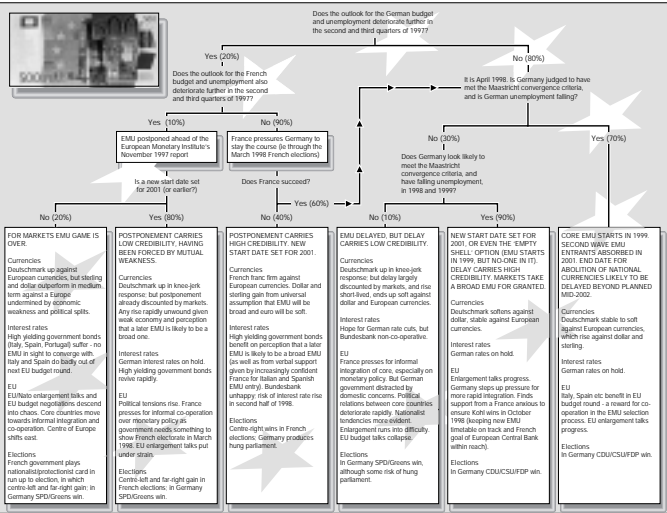 Does the outlook for the German budget
and unemployment deteriorate further in
the second and third quarters of 1997?
Yes (20%)
No (80%)
Does the outlook for the French
budget and unemployment also
deteriorate further in the second
and third quarters of 1997?
It is April 1998. Is Germany judged to have
met the Maastricht convergence criteria,
and is German unemployment falling?
Yes (10%)
No (90%)
No (30%)
Yes (70%)
EMU postponed ahead of the
European Monetary Institute's
November 1997 report
France pressures Germany to
stay the course (ie through the
March 1998 French elections)
Does Germany look likely to
meet the Maastricht
convergence criteria, and
have falling unemployment,
in 1998 and 1999?
Is a new start date set
for 2001 (or earlier?)
Does France succeed?
Yes (60%)
No (20%)
Yes (80%)
No (40%)
No (10%)
Yes (90%)
FOR MARKETS EMU GAME IS
OVER.
Currencies
Deutschmark up against
European currencies, but sterling
and dollar outperform in medium
term against a Europe
undermined by economic
weakness and political splits.
Interest rates
High yielding government bonds
(Italy, Spain, Portugal) suffer - no
EMU in sight to converge with.
Italy and Spain do badly out of
next EU budget round.
EU
EU/Nato enlargement talks and
EU budget negotiations descend
into chaos. Core countries move
towards informal integration and
co-operation. Centre of Europe
shifts east.
Elections
French government plays
nationalist/protectionist card in
run up to election, in which
centre-left and far-right gain; in
Germany SPD/Greens win.
POSTPONEMENT CARRIES
LOW CREDIBILITY, HAVING
BEEN FORCED BY MUTUAL
WEAKNESS.
Currencies
Deutschmark up in knee-jerk
response; but postponement
already discounted by markets.
Any rise rapidly unwound given
weak economy and perception
that a later EMU is likely to be a
broad one.
Interest rates
German interest rates on hold.
High yielding government bonds
revive rapidly.
EU
Political tensions rise. France
presses for informal co-operation
over monetary policy as
government needs something to
show French electorate in March
1998. EU enlargement talks put
under strain.
Elections
Centre-left and far-right gain in
French elections; in Germany
SPD/Greens win.
POSTPONEMENT CARRIES
HIGH CREDIBILITY. NEW
START DATE SET FOR 2001.
Currencies
French franc firm against
European currencies. Dollar and
sterling gain from universal
assumption that EMU will be
broad and euro will be soft.
Interest rates
High yielding government bonds
benefit on perception that a later
EMU is likely to be a broad EMU
(as well as from verbal support
given by increasingly confident
France for Italian and Spanish
EMU entry). Bundesbank
unhappy: risk of interest rate rise
in second half of 1998.
Elections
Centre-right wins in French
elections; Germany produces
hung parliament.
EMU DELAYED, BUT DELAY
CARRIES LOW CREDIBILITY.
Currencies
Deutschmark up in knee-jerk
response; but delay largely
discounted by markets, and rise
short-lived, ends up soft against
dollar and European currencies.
Interest rates
Hope for German rate cuts, but
Bundesbank non-co-operative.
EU
France presses for informal
integration of core, especially on
monetary policy. But German
government distracted by
domestic concerns. Political
relations between core countries
deteriorate rapidly. Nationalist
tendencies more evident.
Enlargement runs into difficulty.
EU budget talks collapse.
Elections
In Germany SPD/Greens win,
although some risk of hung
parliament.
NEW START DATE SET FOR
2001, OR EVEN THE 'EMPTY
SHELL' OPTION (EMU STARTS
IN 1999, BUT NO-ONE IN IT).
DELAY CARRIES HIGH
CREDIBILITY. MARKETS TAKE
A BROAD EMU FOR GRANTED.
Currencies
Deutschmark softens against
dollar, stable against European
currencies.
Interest rates
German rates on hold.
EU
Enlargement talks progress.
Germany steps up pressure for
more rapid integration. Finds
support from a France anxious to
ensure Kohl wins in October
1998 (keeping new EMU
timetable on track and French
goal of European Central Bank
within reach).
Elections
In Germany CDU/CSU/FDP win.
CORE EMU STARTS IN 1999.
SECOND WAVE EMU
ENTRANTS ABSORBED IN
2001. END DATE FOR
ABOLITION OF NATIONAL
CURRENCIES LIKELY TO BE
DELAYED BEYOND PLANNED
MID-2002.
Currencies
Deutschmark stable to soft
against European currencies,
which rise against dollar and
sterling.
Interest rates
German rates on hold.
EU
Italy, Spain etc benefit in EU
budget round - a reward for co-
operation in the EMU selection
process. EU enlargement talks
progress.
Elections
In Germany CDU/CSU/FDP win.